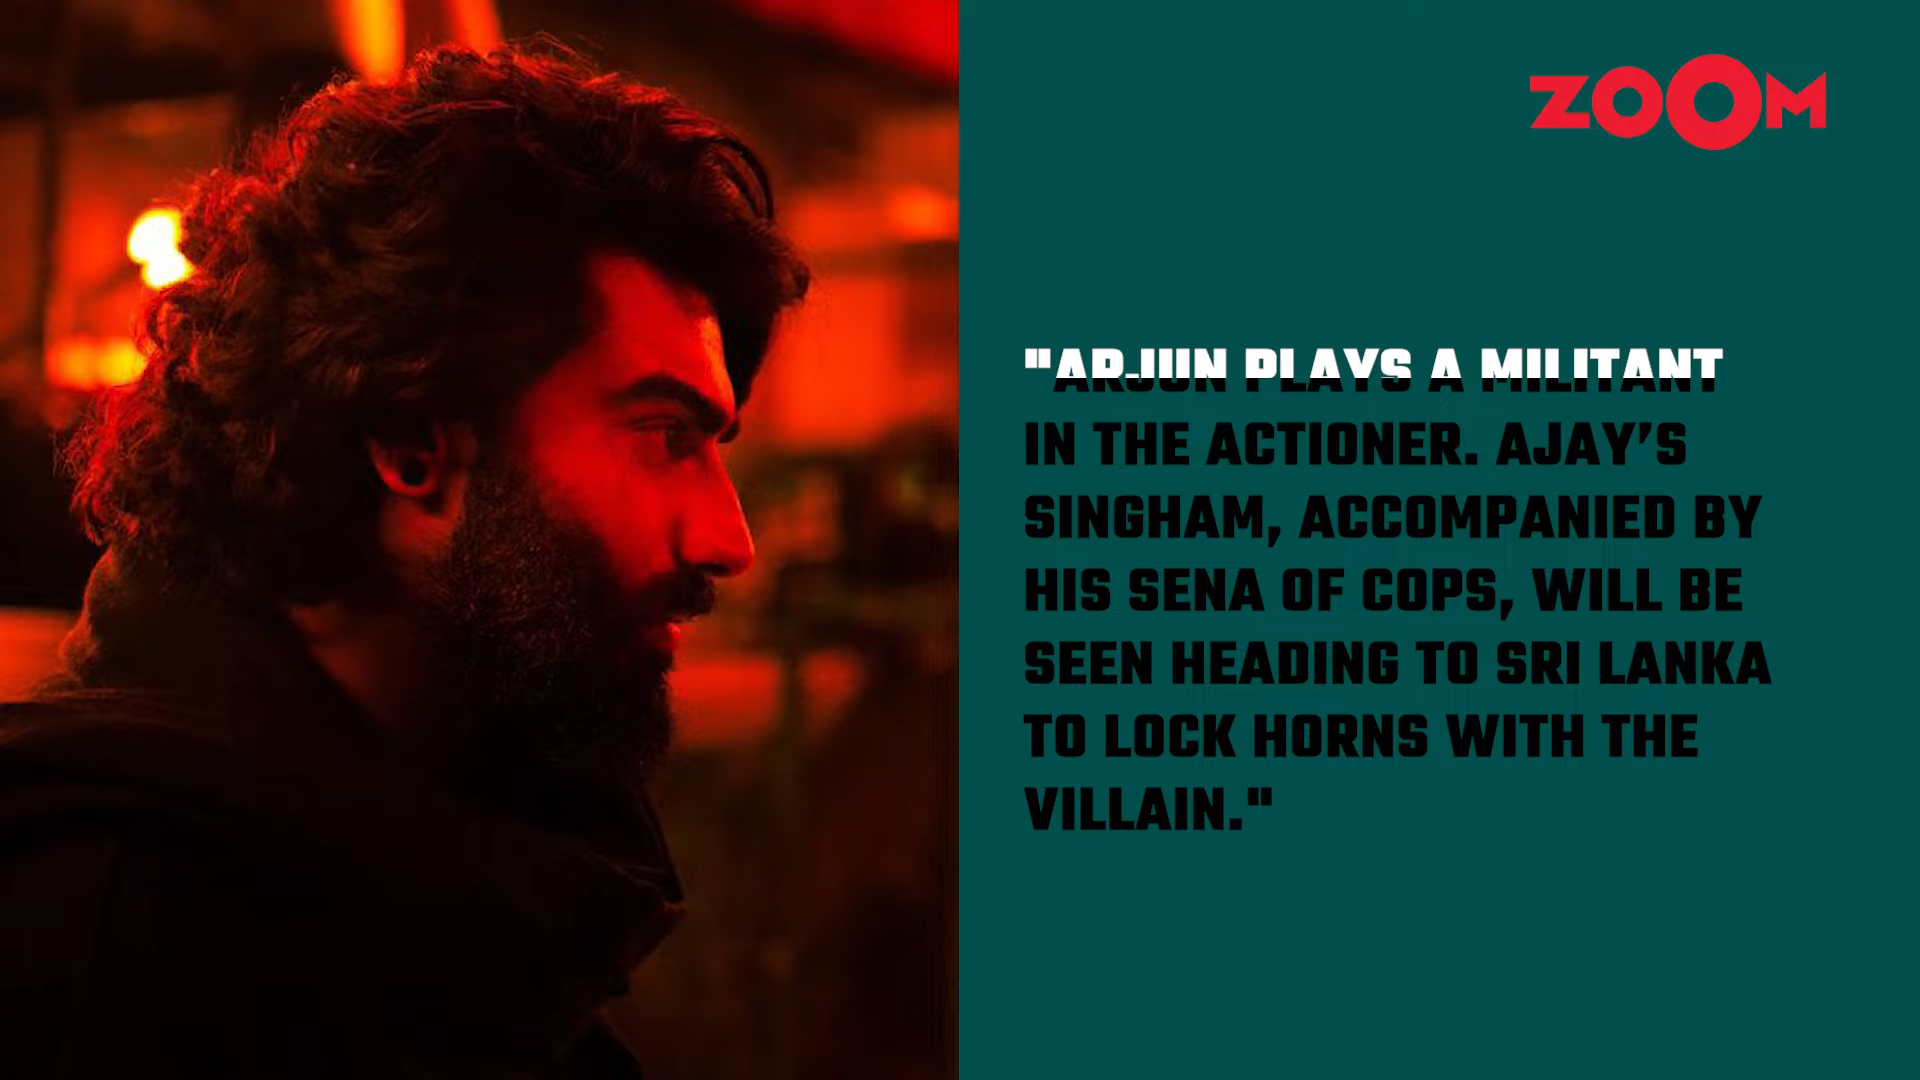 ZOOM
"ARJUN PLAYS A MILITANT
IN THE ACTIONER. AJAY’S
SINGHAM, ACCOMPANIED BY
HIS SENA OF COPS, WILL BE
SEEN HEADING TO SRI LANKA
TO LOCK HORNS WITH THE
VILLAIN."